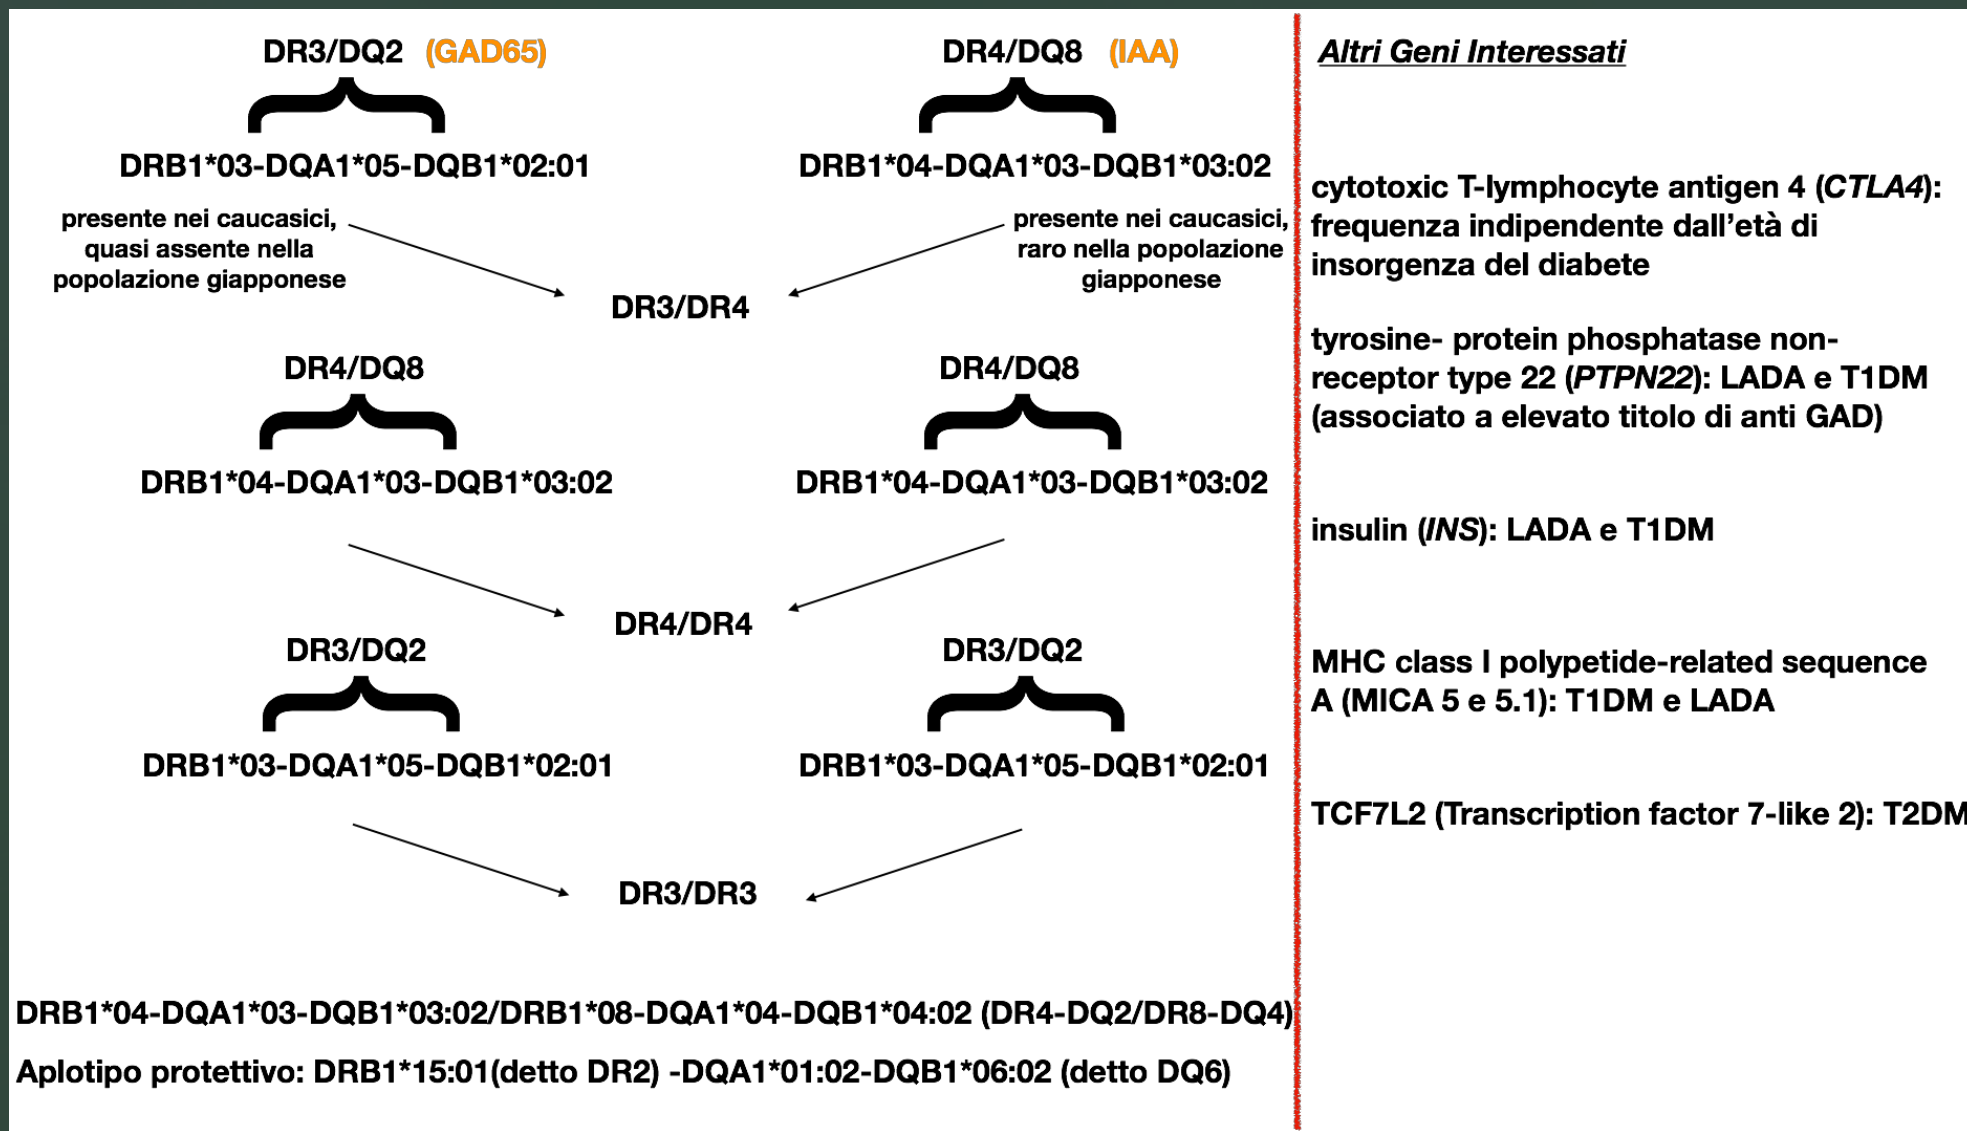 DR3/DQ2 (GAD65)
DR4/DQ8 (IAA)
DRB1*03-DQA1*05-DQB1*02:01
DRB1*04-DQA1*03-DQB1*03:02
presente nei caucasici,
quasi assente nella
popolazione giapponese
presente nei caucasici,
raro nella popolazione
giapponese
DR3/DR4
DR4/DQ8
DR4/DQ8
DRB1*04-DQA1*03-DQB1*03:02
DRB1*04-DQA1*03-DQB1*03:02
DR4/DR4
DR3/DQ2
DR3/DQ2
DRB1*03-DQA1*05-DQB1*02:01
DRB1*03-DQA1*05-DQB1*02:01
DR3/DR3
DRB1*04-DQA1*03-DQB1*03:02/DRB1*08-DQA1*04-DQB1*04:02 (DR4-DQ2/DR8-DQ4)
Aplotipo protettivo: DRB1*15:01(detto DR2) -DQA1*01:02-DQB1*06:02 (detto DQ6)
Altri Geni Interessati
cytotoxic T-lymphocyte antigen 4 (CTLA4):
frequenza indipendente dall'età di
insorgenza del diabete
tyrosine- protein phosphatase non-
receptor type 22 (PTPN22): LADA e T1DM
(associato a elevato titolo di anti GAD)
insulin (INS): LADA e T1DM
MHC class I polypetide-related sequence
A (MICA 5 e 5.1): T1DM e LADA
TCF7L2 (Transcription factor 7-like 2): T2DM